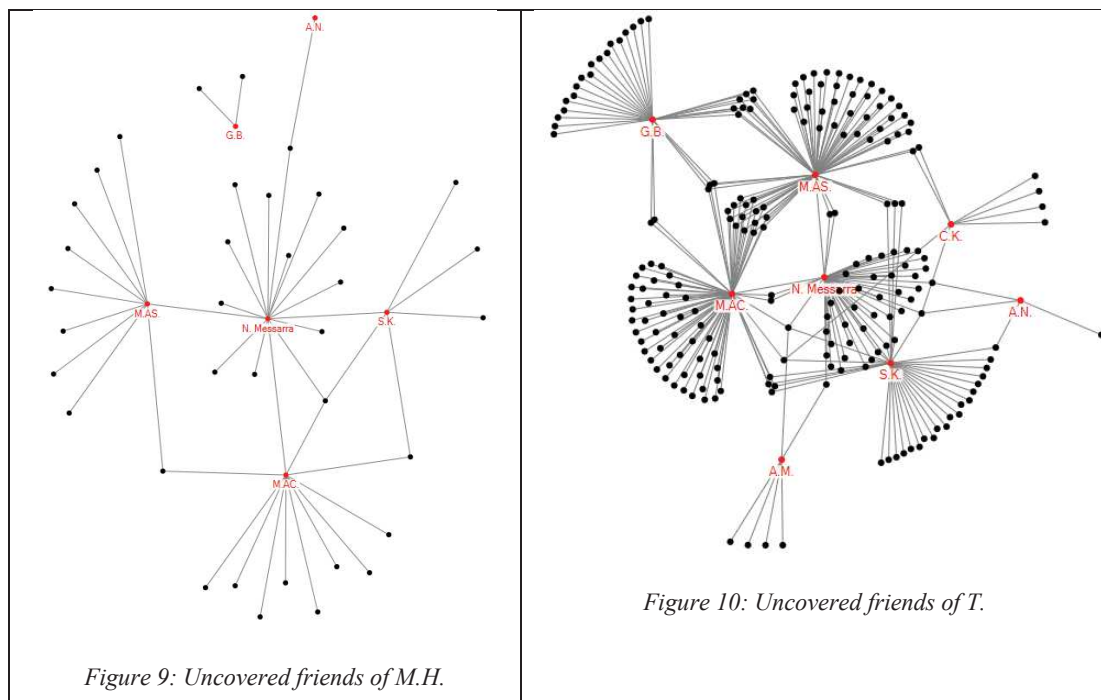 A.N.
G.B.
M.AS.
N. Messarra
S.K.
M.AC.
Figure 9: Uncovered friends of M.H.
G.B.
M.AS.
C.K.
N. Messarra
M.AC.
A.N.
S.K.
A.M.
Figure 10: Uncovered friends of T.